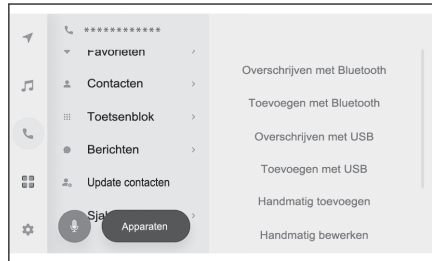 ************
Favorieten
Contacten
Toetsenblok
Berichten
Update contacten
Apparaten
Overschrijven met Bluetooth
Toevoegen met Bluetooth
Overschrijven met USB
Toevoegen met USB
Handmatig toevoegen
Handmatig bewerken